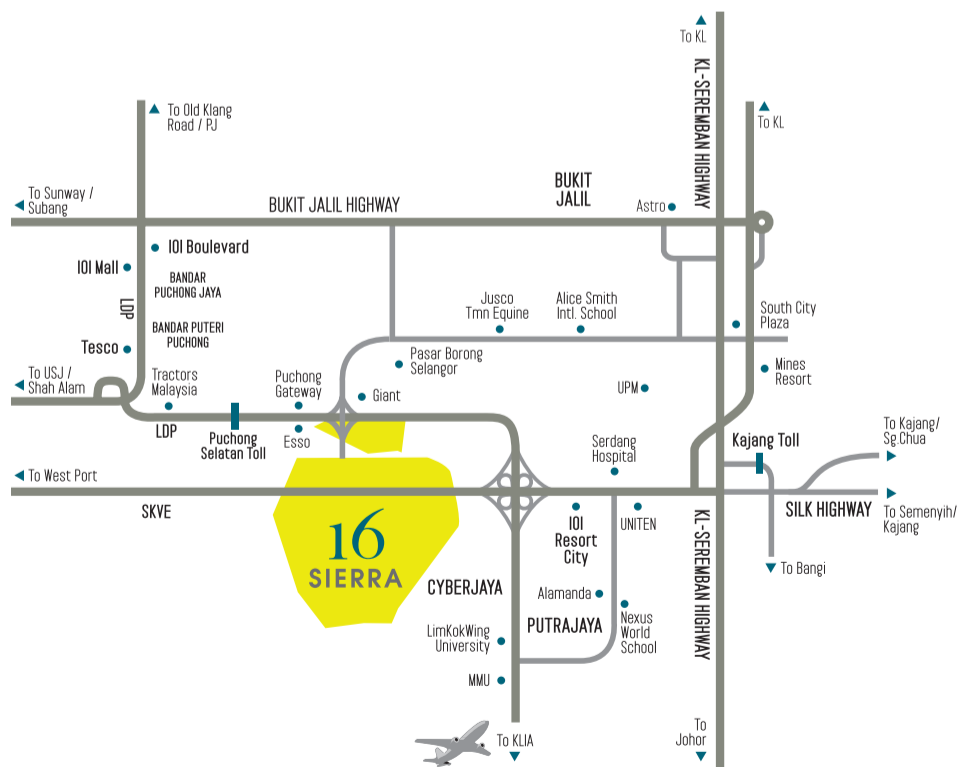 To KL
KL-SEREMBAN HIGHWAY
To KL
To Old Klang
Road / PJ
To Sunway /
Subang
BUKIT JALIL HIGHWAY
BUKIT
JALIL
Astro
IOI Boulevard
IOI Mall
BANDAR
PUCHONG JAYA
LDP
BANDAR PUTERI
PUCHONG
Tesco
Jusco
Tmn Equine
Alice Smith
Intl. School
South City
Plaza
Pasar Borong
Selangor
Mines
Resort
To USJ /
Shah Alam
Tractors
Malaysia
Puchong
Gateway
Giant
UPM
LDP
Puchong
Selatan Toll
Esso
Serdang
Hospital
Kajang Toll
To Kajang/
Sg.Chua
To West Port
SKVE
IOI
Resort
City
UNITEN
SILK HIGHWAY
To Semenyih/
Kajang
16
SIERRA
KL-SEREMBAN HIGHWAY
To Bangi
CYBERJAYA
Alamanda
PUTRAJAYA
Nexus
World
School
LimKokWing
University
MMU
To KLIA
To
Johor